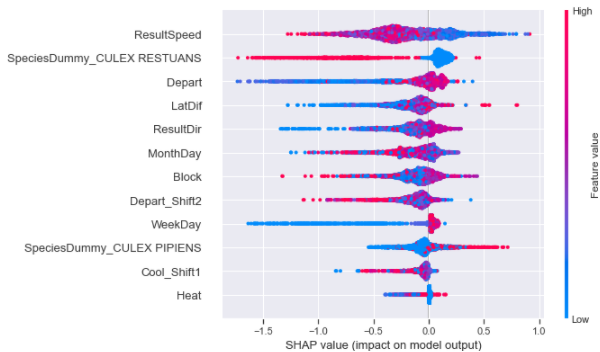 High
ResultSpeed
SpeciesDummy_CULEX RESTUANS
Depart
LatDif
ResultDir
MonthDay
Block
Depart_Shift2
WeekDay
SpeciesDummy_CULEX PIPIENS
Cool_Shift1
Heat
Feature value
Low
−1.5 −1.0 −0.5 0.0 0.5 1.0
SHAP value (impact on model output)